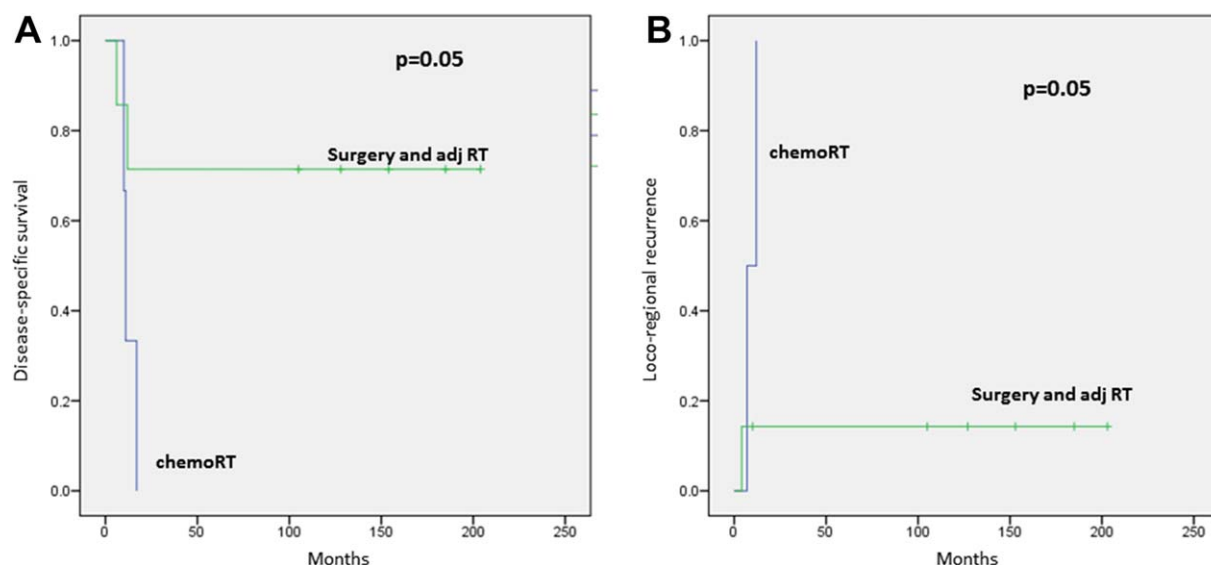 A
1.0
0.8
0.6
0.4
0.2
0.0
Disease-specific survival
p=0.05
Surgery and adj RT
chemoRT
0 50 100 150 200 250
Months
B
1.0
0.8
0.6
0.4
0.2
0.0
Loco-regional recurrence
p=0.05
chemoRT
Surgery and adj RT
0 50 100 150 200 250
Months